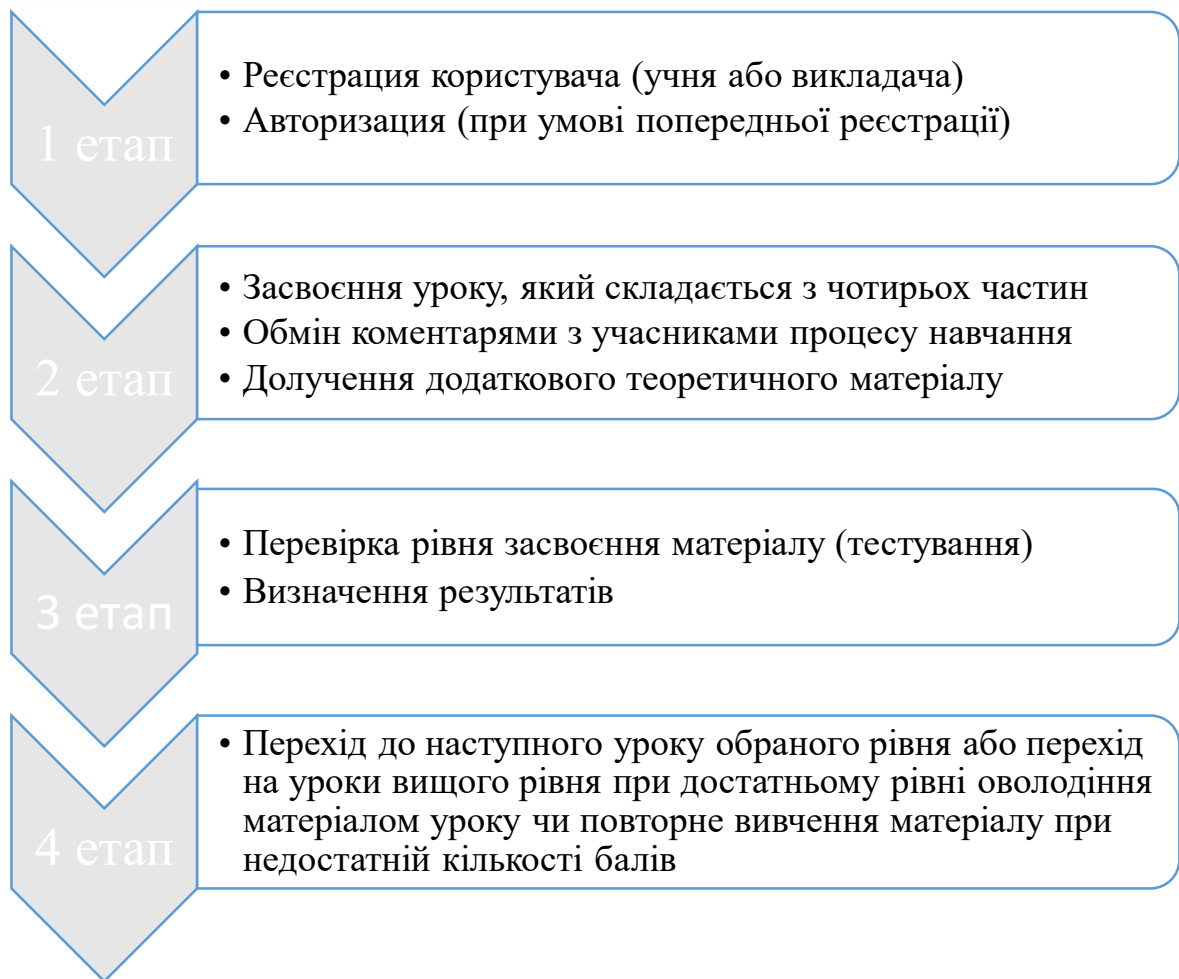 1 етап
• Реєстрация користувача (учня або викладача)
• Авторизация (при умові попередньої реєстрації)
2 етап
• Засвоєння уроку, який складається з чотирьох частин
• Обмін коментарями з учасниками процесу навчання
• Долучення додаткового теоретичного матеріалу
3 етап
• Перевірка рівня засвоєння матеріалу (тестування)
• Визначення результатів
4 етап
• Перехід до наступного уроку обраного рівня або перехід
на уроки вищого рівня при достатньому рівні оволодіння
матеріалом уроку чи повторне вивчення матеріалу при
недостатній кількості балів